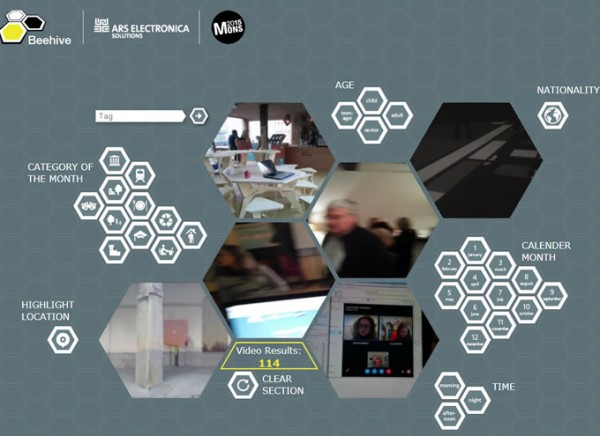 Beehive
ARS ELECTRONICA
SOLUTIONS
2015
MONS
AGE
child
teen-
ager
adult
senior
NATIONALITY
Tag
CATEGORY OF
THE MONTH
CALENDER
MONTH
1
january
2
february
3
march
4
april
8
august
5
may
7
july
9
september
6
june
10
october
11
november
12
HIGHLIGHT
LOCATION
Video Results:
114
CLEAR
SECTION
morning
night
after-
noon
TIME